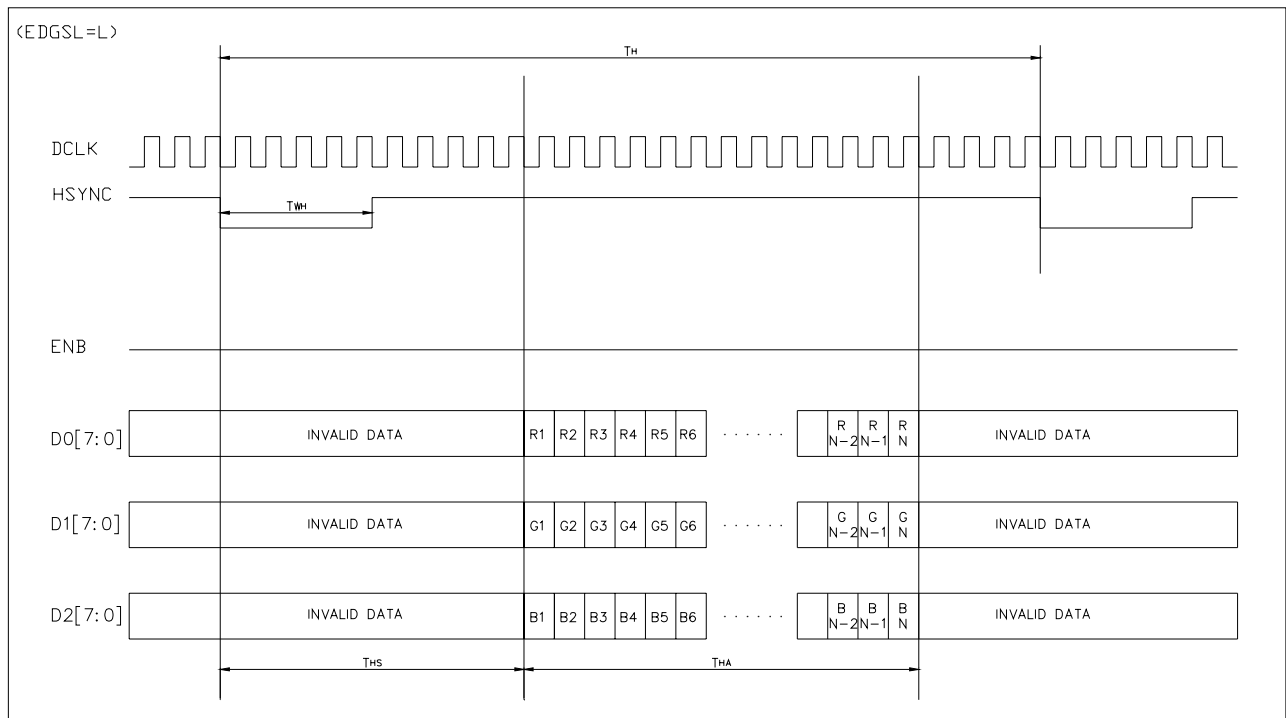 (EDGSL=L)
TH
DCLK
HSYNC
TWH
ENB
D0[7:0]
INVALID DATA
R1 R2 R3 R4 R5 R6 . . . . . . R N-2 R N-1 R N
INVALID DATA
D1[7:0]
INVALID DATA
G1 G2 G3 G4 G5 G6 . . . . . . G N-2 G N-1 G N
INVALID DATA
D2[7:0]
INVALID DATA
B1 B2 B3 B4 B5 B6 . . . . . . B N-2 B N-1 B N
INVALID DATA
THS
THA